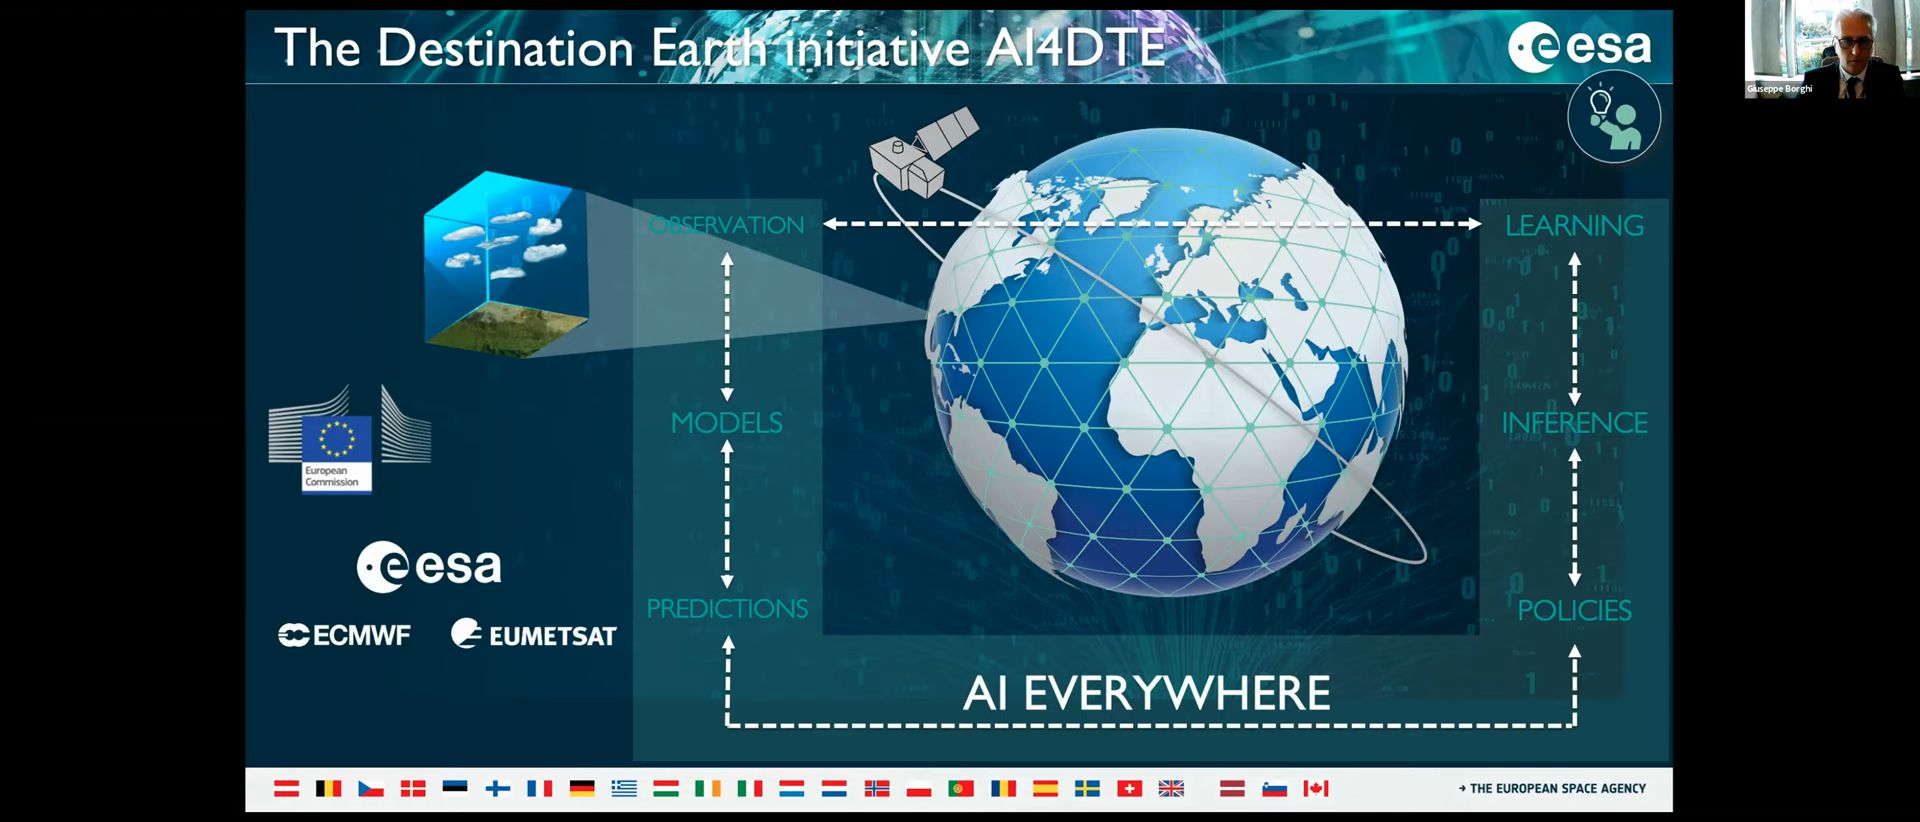 The Destination Earth initiative AI4DTE
esa
Giuseppe Borghi
OBSERVATION
LEARNING
MODELS
INFERENCE
European
Commission
esa
PREDICTIONS
POLICIES
ECMWF
EUMETSAT
AI EVERYWHERE
→ THE EUROPEAN SPACE AGENCY